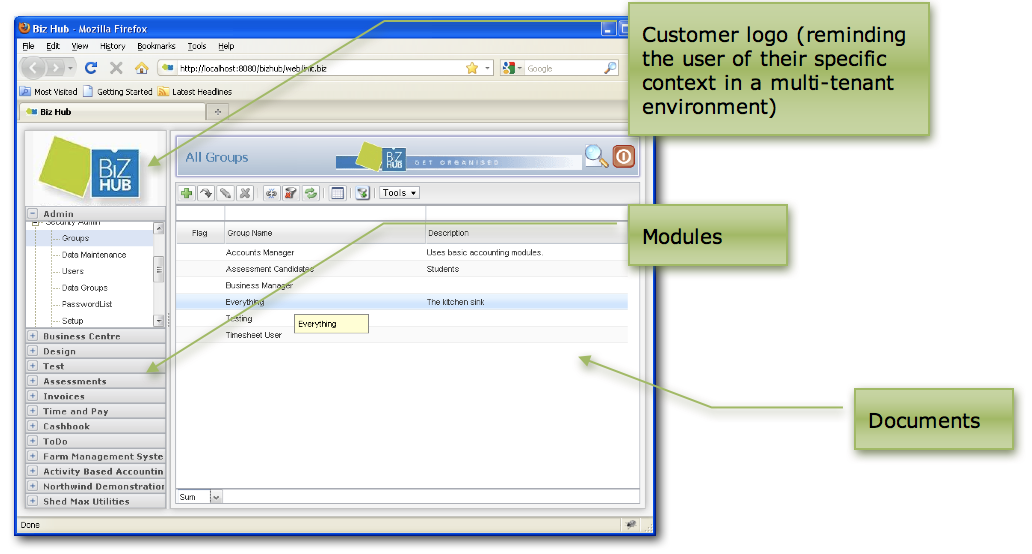 Biz Hub - Mozilla Firefox
File Edit View History Bookmarks Tools Help
http://localhost:8080/bizhub/web/init.biz
Google
Most Visited Getting Started Latest Headlines
Biz Hub
BiZ
HUB
All Groups
BiZ
HUB
GET ORGANISED
Tools
Admin
Security Admin
Groups
Data Maintenance
Users
Data Groups
PasswordList
Setup
Business Centre
Design
Test
Assessments
Invoices
Time and Pay
Cashbook
ToDo
Farm Management Syste
Activity Based Accountin
Northwind Demonstration
Shed Max Utilities
Flag Group Name Description
Accounts Manager Uses basic accounting modules.
Assessment Candidates Students
Business Manager
Everything The kitchen sink
Testing
Everything
Timesheet User
Sum
Done
Customer logo (reminding
the user of their specific
context in a multi-tenant
environment)
Modules
Documents